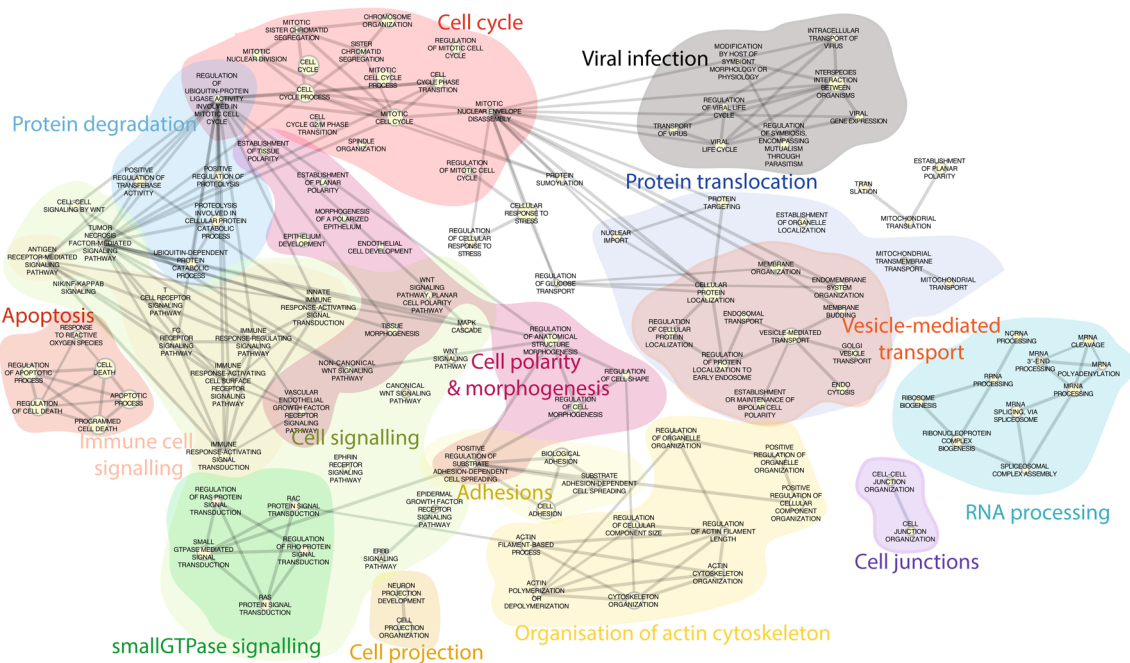 Cell cycle
MITOTIC
SISTER CHROMATID
SEGREGATION
CHROMOSOME
ORGANIZATION
REGULATION
OF MITOTIC CELL
CYCLE
MITOTIC
NUCLEAR DIVISION
SISTER
CHROMATID
SEGREGATION
CELL
CYCLE
MITOTIC
CELL CYCLE
PROCESS
CELL
CYCLE PHASE
TRANSITION
REGULATION
OF
UBIQUITIN-PROTEIN
LIGASE ACTIVITY
INVOLVED IN
MITOTIC CELL
CYCLE
CELL
CYCLE PROCESS
CELL
CYCLE G2/M PHASE
TRANSITION
MITOTIC
CELL CYCLE
MITOTIC
NUCLEAR ENVELOPE
DISASSEMBLY
SPINDLE
ORGANIZATION
REGULATION
OF MITOTIC CELL
CYCLE
Viral infection
MODIFICATION
BY HOST OF
SYMBIONT
MORPHOLOGY OR
PHYSIOLOGY
INTRACELLULAR
TRANSPORT OF
VIRUS
NTERSPECIES
INTERACTION
BETWEEN
ORGANISMS
REGULATION
OF VIRAL LIFE
CYCLE
VIRAL
GENE EXPRESSION
TRANSPORT
OF VIRUS
VIRAL
LIFE CYCLE
REGULATION
OF SYMBIOSIS,
ENCOMPASSING
MUTUALISM
THROUGH
PARASITISM
Protein degradation
ESTABLISHMENT
OF TISSUE
POLARITY
POSITIVE
REGULATION OF
TRANSFERASE
ACTIVITY
POSITIVE
REGULATION OF
PROTEOLYSIS
ESTABLISHMENT
OF PLANAR
POLARITY
PROTEOLYSIS
INVOLVED IN
CELLULAR PROTEIN
CATABOLIC
PROCESS
MORPHOGENESIS
OF A POLARIZED
EPITHELIUM
EPITHELIUM
DEVELOPMENT
ENDOTHELIAL
CELL DEVELOPMENT
UBIQUITIN-DEPENDENT
PROTEIN
CATABOLIC
PROCESS
CELL-CELL
SIGNALING BY WNT
TUMOR
NECROSIS
FACTOR-MEDIATED
SIGNALING
PATHWAY
ANTIGEN
RECEPTOR-MEDIATED
SIGNALING
PATHWAY
NIK/NF-KAPPAB
SIGNALING
PROTEIN
SUMOYLATION
CELLULAR
RESPONSE TO
STRESS
REGULATION
OF CELLULAR
RESPONSE TO
STRESS
NUCLEAR
IMPORT
REGULATION
OF GLUCOSE
TRANSPORT
Protein translocation
PROTEIN
TARGETING
ESTABLISHMENT
OF ORGANELLE
LOCALIZATION
TRAN
SLATION
ESTABLISHMENT
OF PLANAR
POLARITY
MITOCHONDRIAL
TRANSLATION
MITOCHONDRIAL
TRANSMEMBRANE
TRANSPORT
MITOCHONDRIAL
TRANSPORT
MEMBRANE
ORGANIZATION
CELLULAR
PROTEIN
LOCALIZATION
ENDOMEMBRANE
SYSTEM
ORGANIZATION
MEMBRANE
BUDDING
ENDOSOMAL
TRANSPORT
REGULATION
OF CELLULAR
PROTEIN
LOCALIZATION
VESICLE-MEDIATED
TRANSPORT
GOLGI
VESICLE
TRANSPORT
Vesicle-mediated
transport
REGULATION
OF PROTEIN
LOCALIZATION TO
EARLY ENDOSOME
ENDO
CYTOSIS
ESTABLISHMENT
OR MAINTENANCE OF
BIPOLAR CELL
POLARITY
T
CELL RECEPTOR
SIGNALING
PATHWAY
INNATE
IMMUNE
RESPONSE-ACTIVATING
SIGNAL
TRANSDUCTION
WNT
SIGNALING
PATHWAY, PLANAR
CELL POLARITY
PATHWAY
TISSUE
MORPHOGENESIS
MAPK
CASCADE
FC
RECEPTOR
SIGNALING
PATHWAY
IMMUNE
RESPONSE-REGULATING
SIGNALING
PATHWAY
WNT
SIGNALING
PATHWAY
NON-CANONICAL
WNT SIGNALING
PATHWAY
IMMUNE
RESPONSE-ACTIVATING
CELL SURFACE
RECEPTOR
SIGNALING
PATHWAY
CANONICAL
WNT SIGNALING
PATHWAY
VASCULAR
ENDOTHELIAL
GROWTH FACTOR
RECEPTOR
SIGNALING
PATHWAY
Cell signalling
IMMUNE
RESPONSE-ACTIVATING
SIGNAL
TRANSDUCTION
Immune cell
signalling
Apoptosis
RESPONSE
TO REACTIVE
OXYGEN SPECIES
REGULATION
OF APOPTOTIC
PROCESS
CELL
DEATH
APOPTOTIC
PROCESS
REGULATION
OF CELL DEATH
PROGRAMMED
CELL DEATH
Cell polarity
& morphogenesis
REGULATION
OF ANATOMICAL
STRUCTURE
MORPHOGENESIS
REGULATION
OF CELL SHAPE
REGULATION
OF CELL
MORPHOGENESIS
RNA processing
NCRNA
PROCESSING
MRNA
CLEAVAGE
MRNA
3'-END
PROCESSING
MRNA
POLYADENYLATION
RRNA
PROCESSING
MRNA
PROCESSING
RIBOSOME
BIOGENESIS
MRNA
SPLICING, VIA
SPLICEOSOME
RIBONUCLEOPROTEIN
COMPLEX
BIOGENESIS
SPLICEOSOMAL
COMPLEX ASSEMBLY
EPHRIN
RECEPTOR
SIGNALING
PATHWAY
EPIDERMAL
GROWTH FACTOR
RECEPTOR
SIGNALING
PATHWAY
ERBB
SIGNALING
PATHWAY
POSITIVE
REGULATION OF
SUBSTRATE
ADHESION-DEPENDENT
CELL SPREADING
BIOLOGICAL
ADHESION
SUBSTRATE
ADHESION-DEPENDENT
CELL SPREADING
Adhesions
CELL
ADHESION
REGULATION
OF RAS PROTEIN
SIGNAL
TRANSDUCTION
RAC
PROTEIN SIGNAL
TRANSDUCTION
SMALL
GTPASE MEDIATED
SIGNAL
TRANSDUCTION
REGULATION
OF RHO PROTEIN
SIGNAL
TRANSDUCTION
RAS
PROTEIN SIGNAL
TRANSDUCTION
smallGTPase signalling
NEURON
PROJECTION
DEVELOPMENT
CELL
PROJECTION
ORGANIZATION
Cell projection
REGULATION
OF ORGANELLE
ORGANIZATION
POSITIVE
REGULATION OF
ORGANELLE
ORGANIZATION
POSITIVE
REGULATION OF
CELLULAR
COMPONENT
ORGANIZATION
REGULATION
OF CELLULAR
COMPONENT SIZE
REGULATION
OF ACTIN FILAMENT
LENGTH
ACTIN
FILAMENT-BASED
PROCESS
ACTIN
CYTOSKELETON
ORGANIZATION
ACTIN
POLYMERIZATION
OR
DEPOLYMERIZATION
CYTOSKELETON
ORGANIZATION
Organisation of actin cytoskeleton
CELL-CELL
JUNCTION
ORGANIZATION
CELL
JUNCTION
ORGANIZATION
Cell junctions